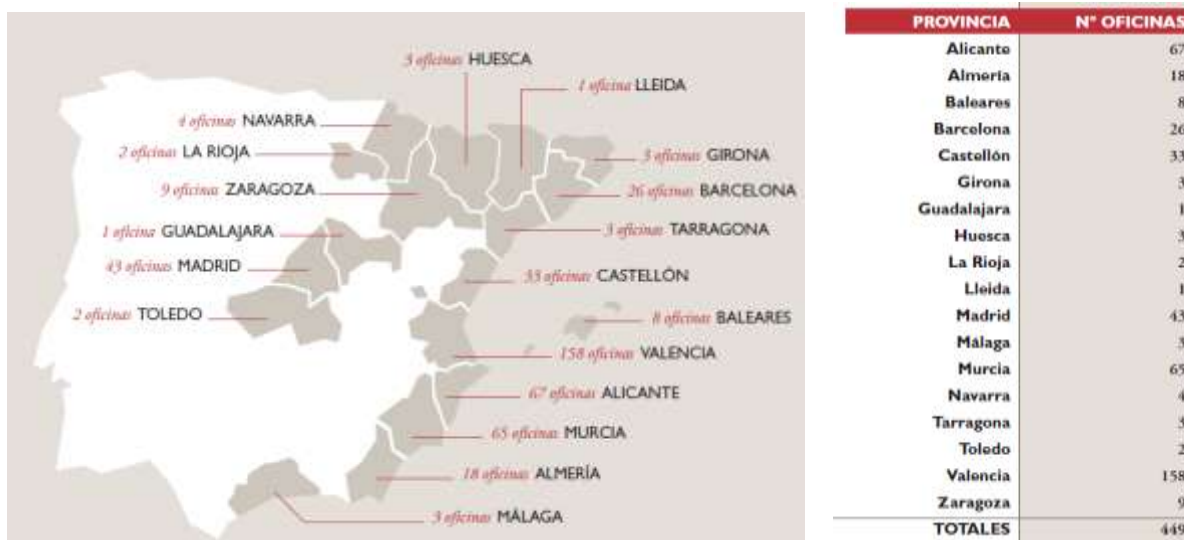 3 oficinas HUESCA
1 oficina LLEIDA
4 oficinas NAVARRA
2 oficinas LA RIOJA
3 oficinas GIRONA
9 oficinas ZARAGOZA
26 oficinas BARCELONA
1 oficina GUADALAJARA
3 oficinas TARRAGONA
43 oficinas MADRID
33 oficinas CASTELLÓN
2 oficinas TOLEDO
8 oficinas BALEARES
158 oficinas VALENCIA
67 oficinas ALICANTE
65 oficinas MURCIA
18 oficinas ALMERÍA
3 oficinas MÁLAGA
PROVINCIA Nº OFICINAS
Alicante 67
Almería 18
Baleares 8
Barcelona 26
Castellón 33
Girona 3
Guadalajara 1
Huesca 3
La Rioja 2
Lleida 1
Madrid 43
Málaga 3
Murcia 65
Navarra 4
Tarragona 3
Toledo 2
Valencia 158
Zaragoza 9
TOTALES 449